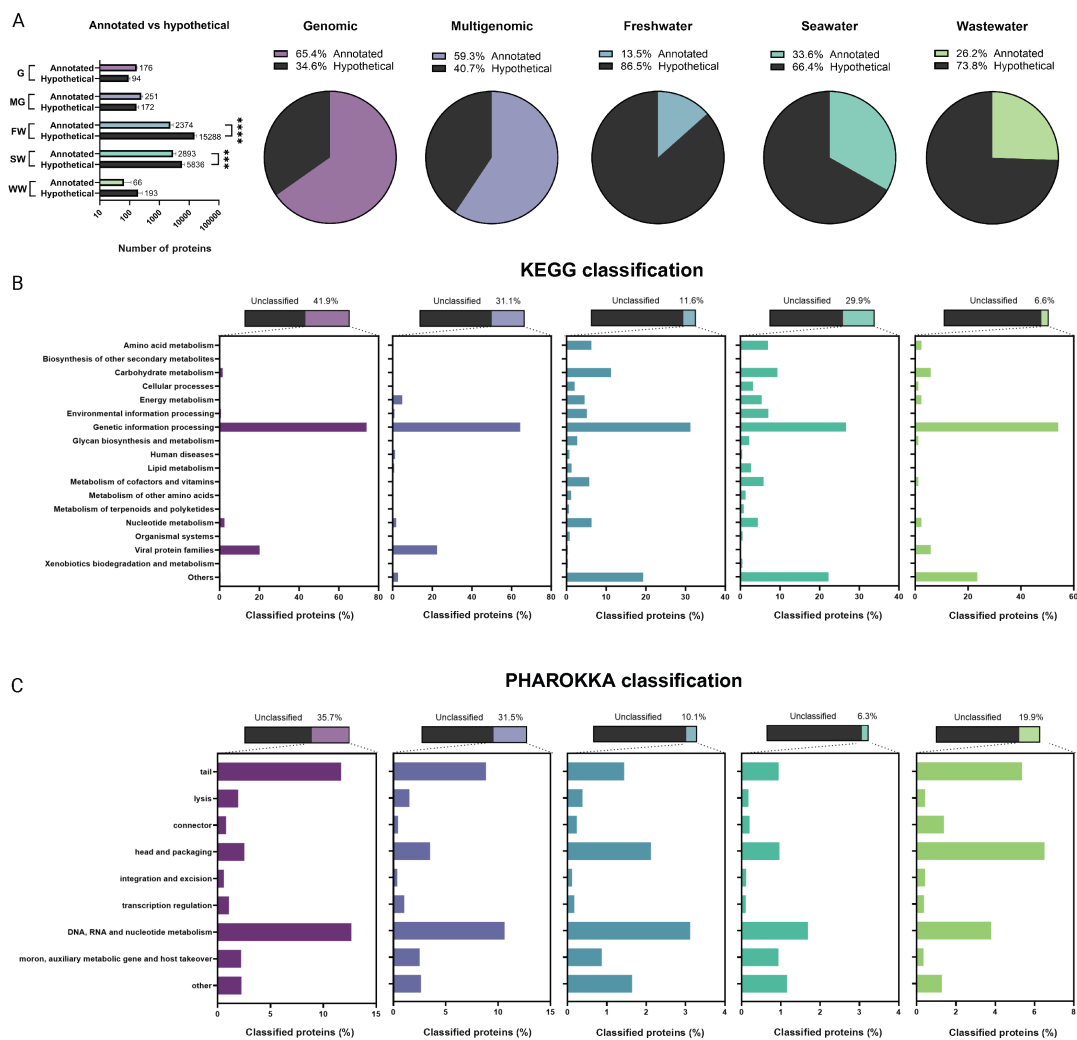 A
Annotated vs hypothetical
G
Annotated
176
Hypothetical
94
MG
Annotated
251
Hypothetical
172
FW
Annotated
2374
Hypothetical
15288
****
SW
Annotated
2893
Hypothetical
5836
***
WW
Annotated
66
Hypothetical
193
10
100
1000
10000
100000
Number of proteins
Genomic
65.4% Annotated
34.6% Hypothetical
Multigenomic
59.3% Annotated
40.7% Hypothetical
Freshwater
13.5% Annotated
86.5% Hypothetical
Seawater
33.6% Annotated
66.4% Hypothetical
Wastewater
26.2% Annotated
73.8% Hypothetical
B
KEGG classification
Unclassified 41.9%
Unclassified 31.1%
Unclassified 11.6%
Unclassified 29.9%
Unclassified 6.6%
Amino acid metabolism
Biosynthesis of other secondary metabolites
Carbohydrate metabolism
Cellular processes
Energy metabolism
Environmental information processing
Genetic information processing
Glycan biosynthesis and metabolism
Human diseases
Lipid metabolism
Metabolism of cofactors and vitamins
Metabolism of other amino acids
Metabolism of terpenoids and polyketides
Nucleotide metabolism
Organismal systems
Viral protein families
Xenobiotics biodegradation and metabolism
Others
0 20 40 60 80
0 20 40 60 80
0 10 20 30 40
0 10 20 30 40
0 20 40 60
Classified proteins (%)
Classified proteins (%)
Classified proteins (%)
Classified proteins (%)
Classified proteins (%)
C
PHAROKKA classification
Unclassified 35.7%
Unclassified 31.5%
Unclassified 10.1%
Unclassified 6.3%
Unclassified 19.9%
tail
lysis
connector
head and packaging
integration and excision
transcription regulation
DNA, RNA and nucleotide metabolism
moron, auxiliary metabolic gene and host takeover
other
0 5 10 15
0 5 10 15
0 1 2 3 4
0 1 2 3 4
0 2 4 6 8
Classified proteins (%)
Classified proteins (%)
Classified proteins (%)
Classified proteins (%)
Classified proteins (%)